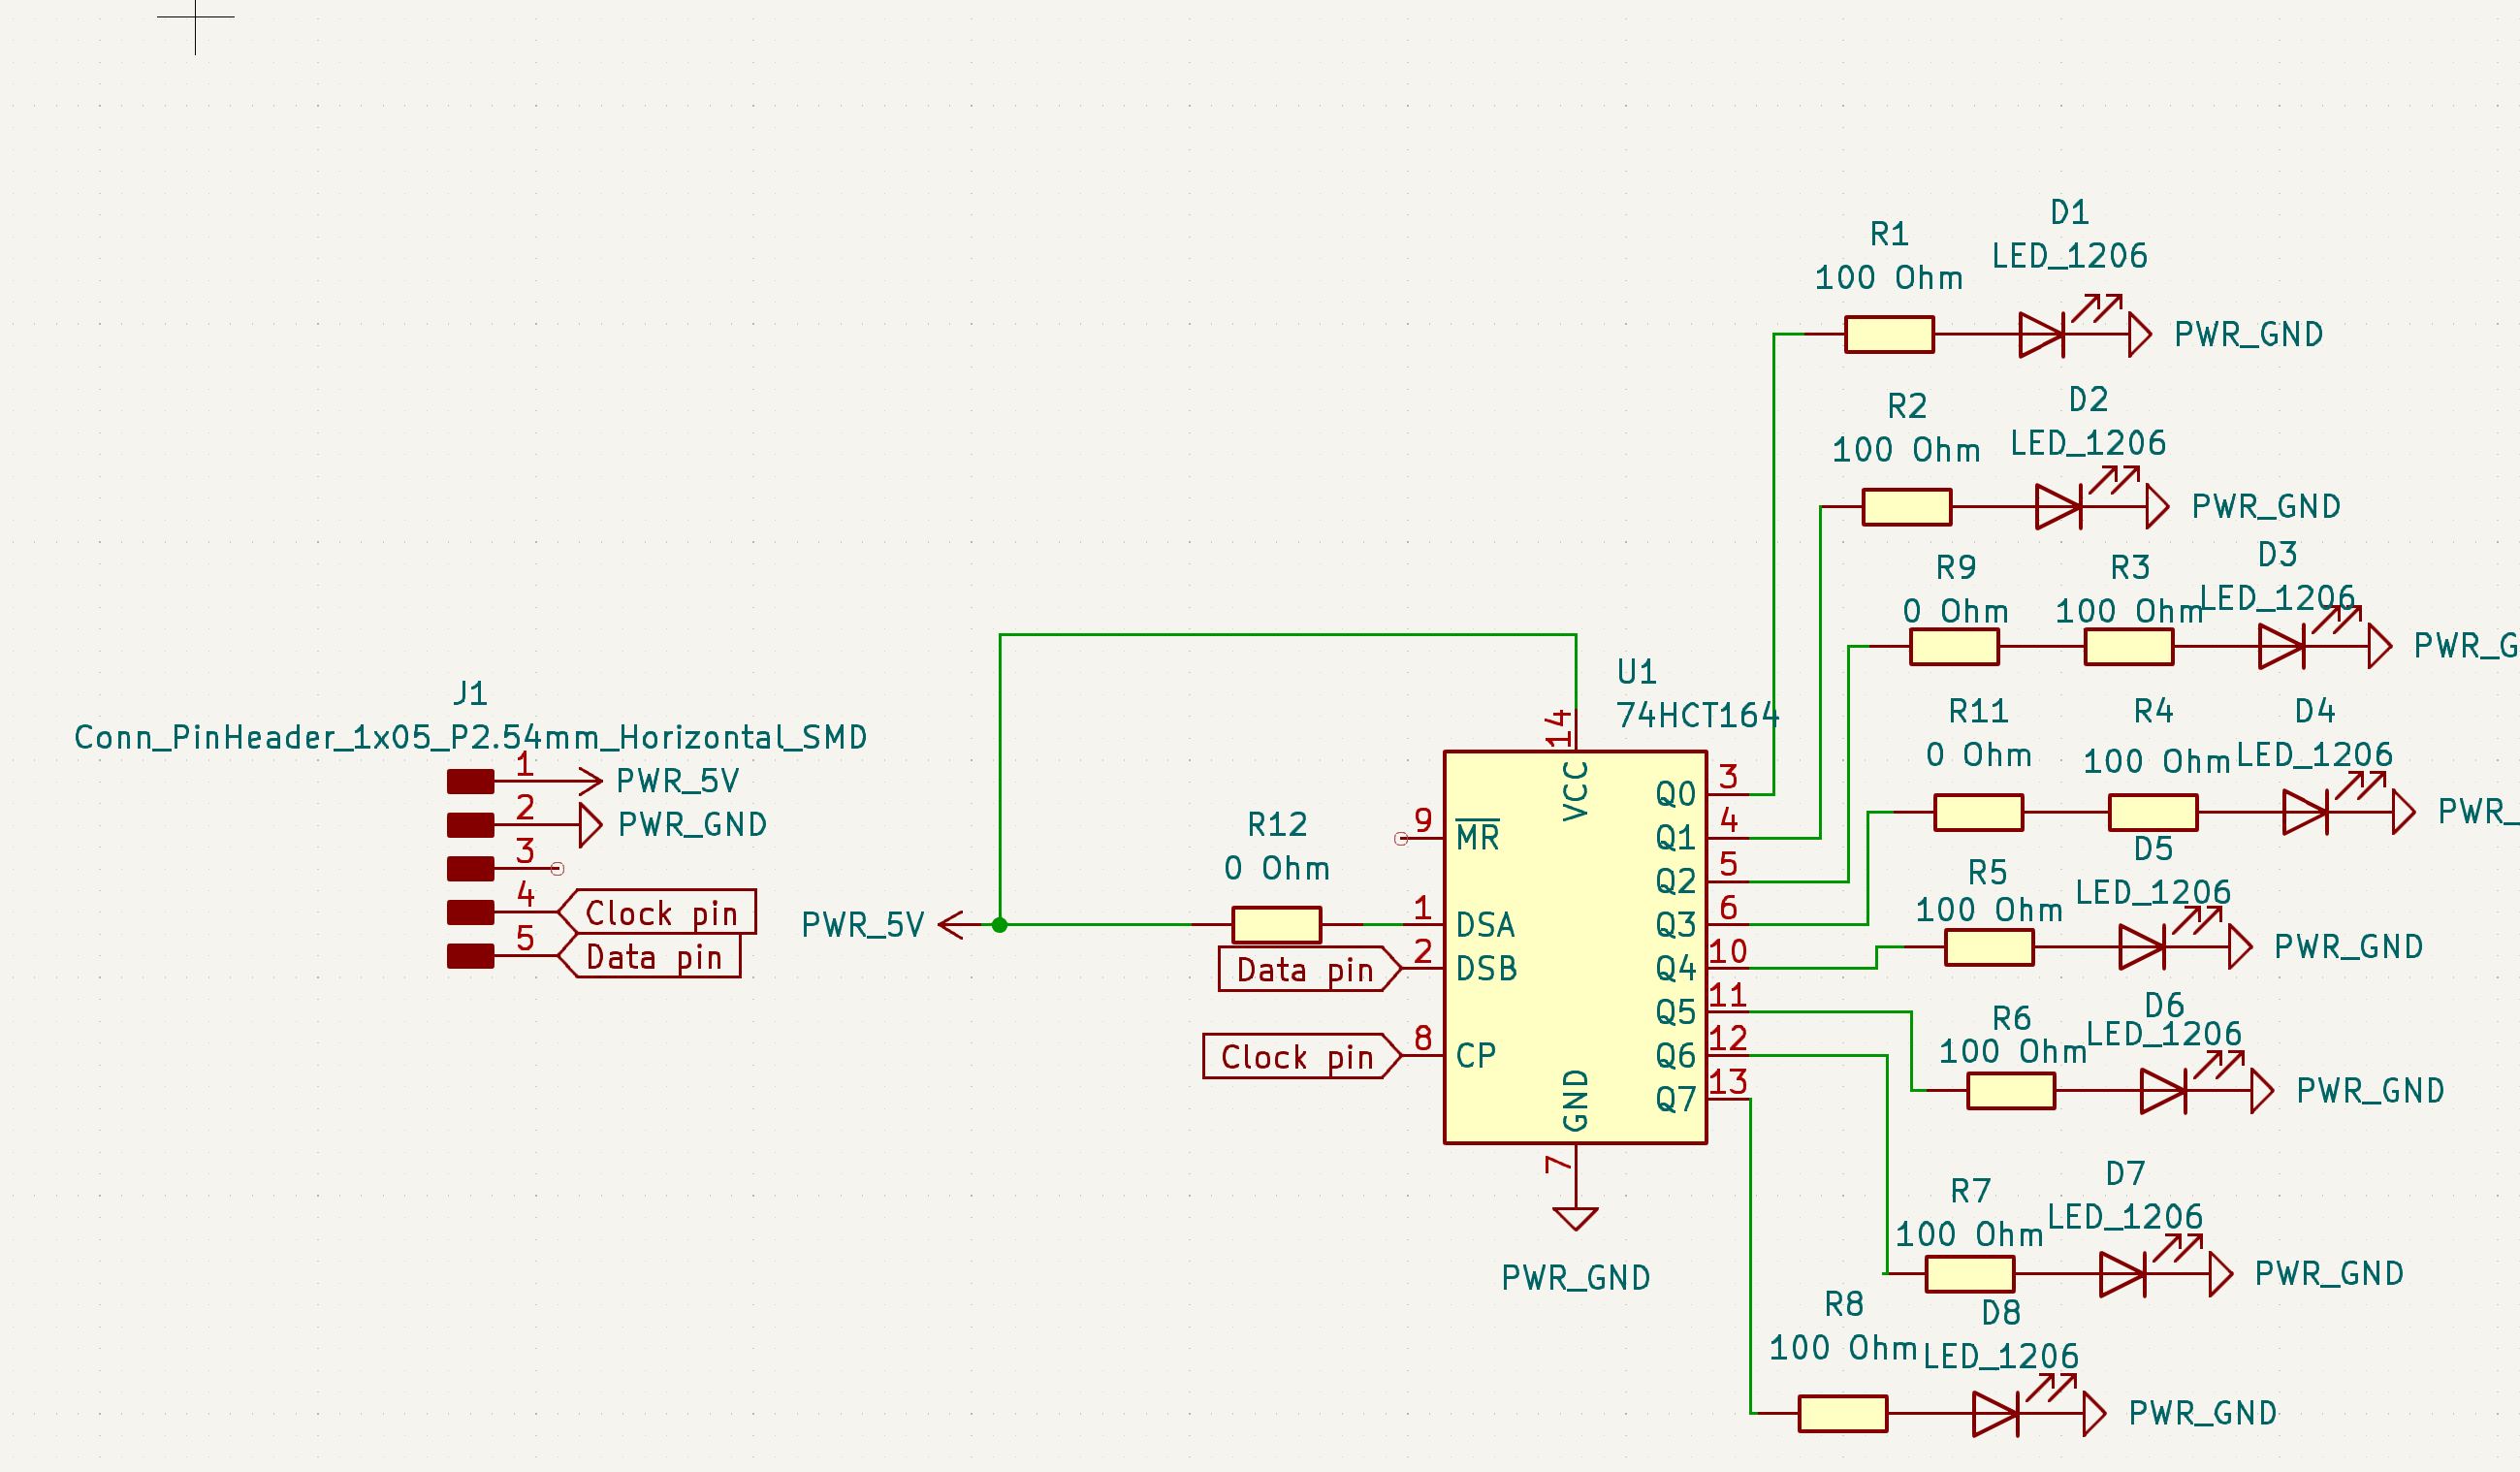 J1
Conn_PinHeader_1x05_P2.54mm_Horizontal_SMD
1
PWR_5V
2
PWR_GND
3
4
Clock pin
5
Data pin
PWR_5V
R12
0 Ohm
U1
74HCT164
14
VCC
9
MR
1
DSA
2
DSB
Data pin
8
CP
Clock pin
GND
7
PWR_GND
Q0
3
Q1
4
Q2
5
Q3
6
Q4
10
Q5
11
Q6
12
Q7
13
R1
100 Ohm
D1
LED_1206
PWR_GND
R2
100 Ohm
D2
LED_1206
PWR_GND
R9
0 Ohm
R3
100 Ohm
D3
LED_1206
PWR_G
R11
0 Ohm
R4
100 Ohm
D4
LED_1206
PWR_
R5
100 Ohm
D5
LED_1206
PWR_GND
R6
100 Ohm
D6
LED_1206
PWR_GND
R7
100 Ohm
D7
LED_1206
PWR_GND
R8
100 Ohm
D8
LED_1206
PWR_GND